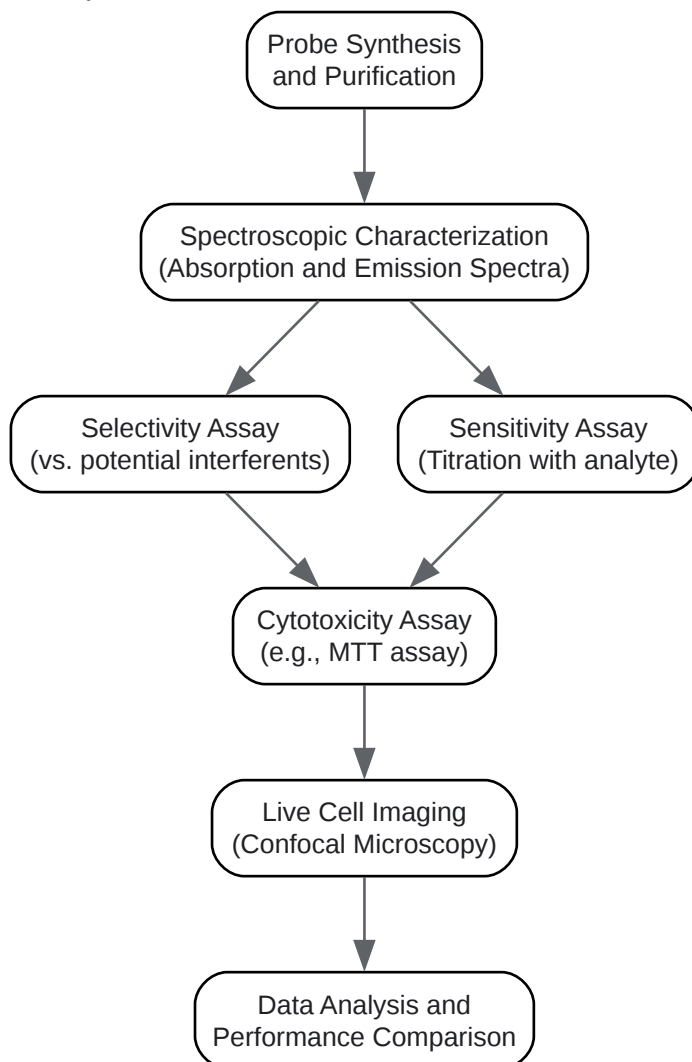 Probe Synthesis
and Purification
Spectroscopic Characterization
(Absorption and Emission Spectra)
Selectivity Assay
(vs. potential interferents)
Sensitivity Assay
(Titration with analyte)
Cytotoxicity Assay
(e.g., MTT assay)
Live Cell Imaging
(Confocal Microscopy)
Data Analysis and
Performance Comparison